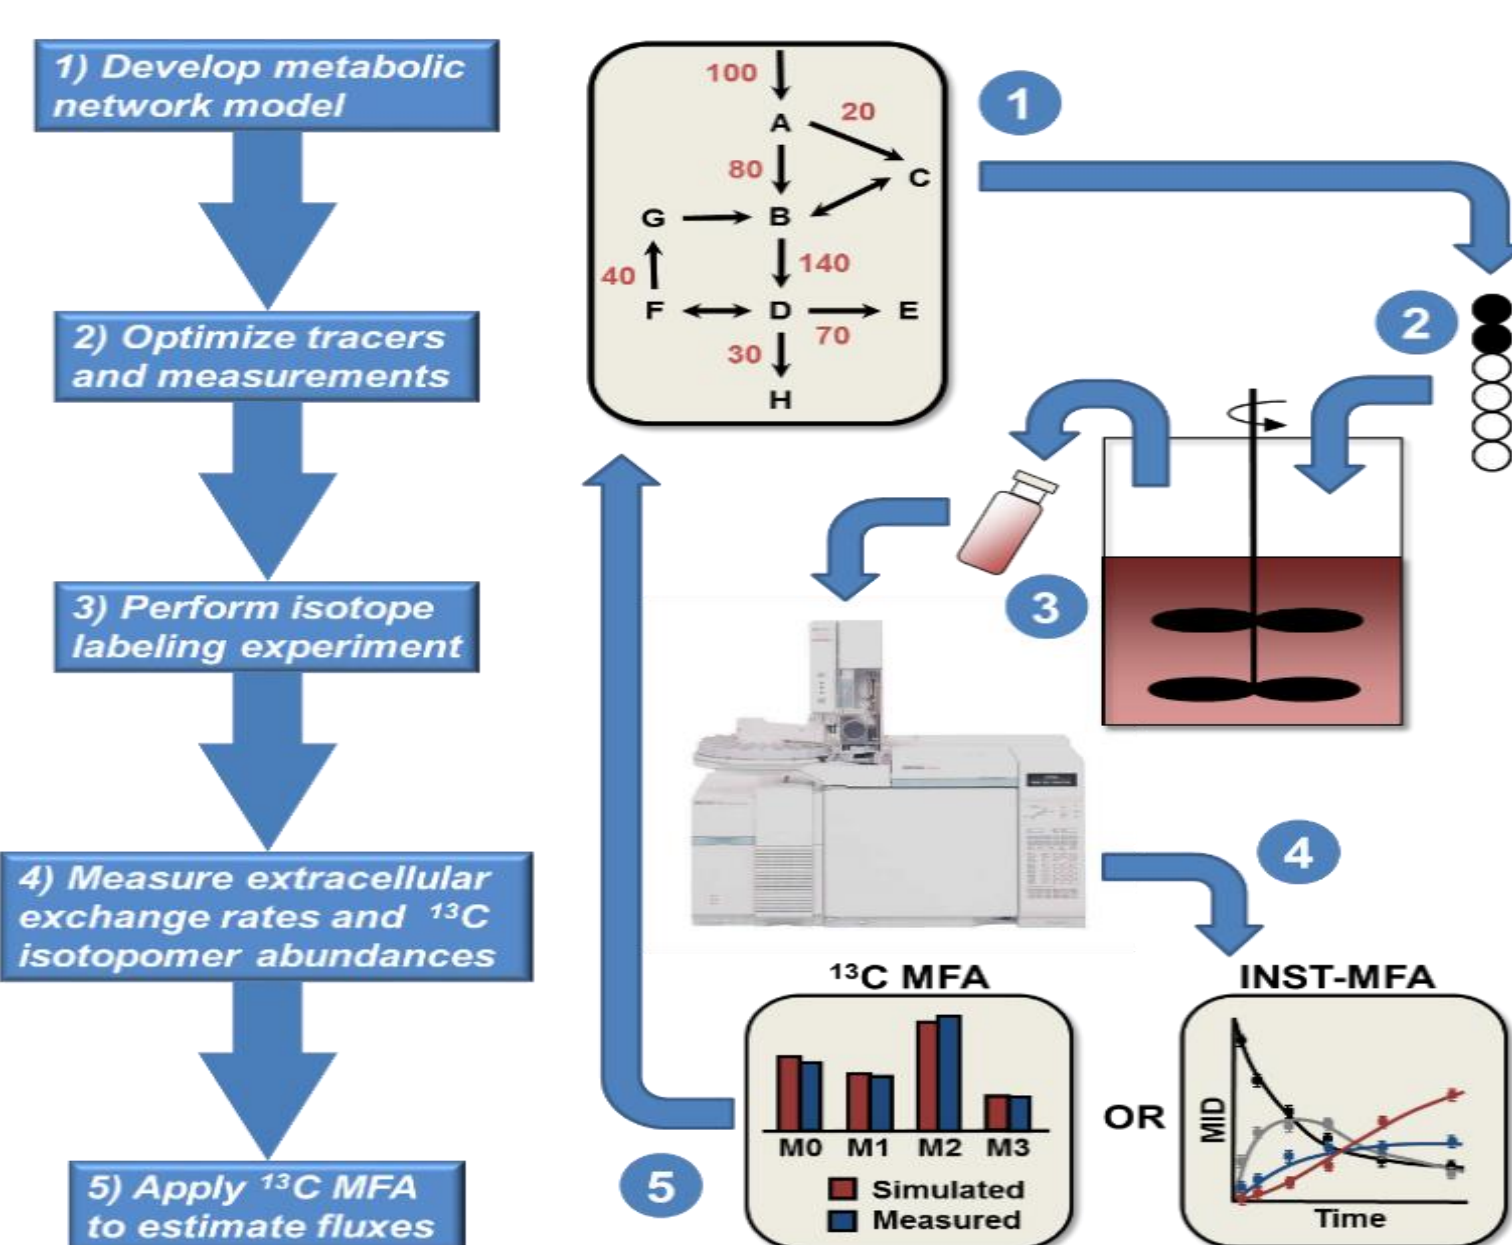 1) Develop metabolic
network model
2) Optimize tracers
and measurements
3) Perform isotope
labeling experiment
4) Measure extracellular
exchange rates and ¹³C
isotopomer abundances
5) Apply ¹³C MFA
to estimate fluxes
100
A
20
80
C
G
B
40
140
F
D
E
30
70
H
1
2
3
4
¹³C MFA
M0 M1 M2 M3
Simulated
Measured
5
OR
INST-MFA
MID
Time